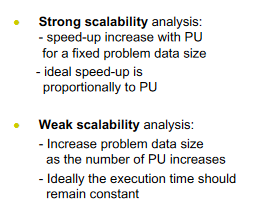 Strong scalability analysis:
- speed-up increase with PU
for a fixed problem data size
- ideal speed-up is
proportionally to PU
Weak scalability analysis:
- Increase problem data size
as the number of PU increases
- Ideally the execution time should
remain constant